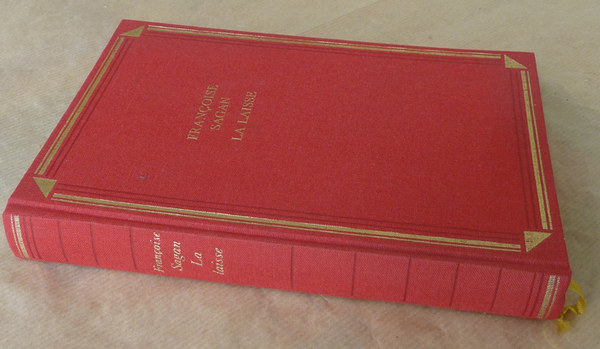 FRANÇOISE
SAGAN
LA LAISSE
Françoise
Sagan
La
laisse